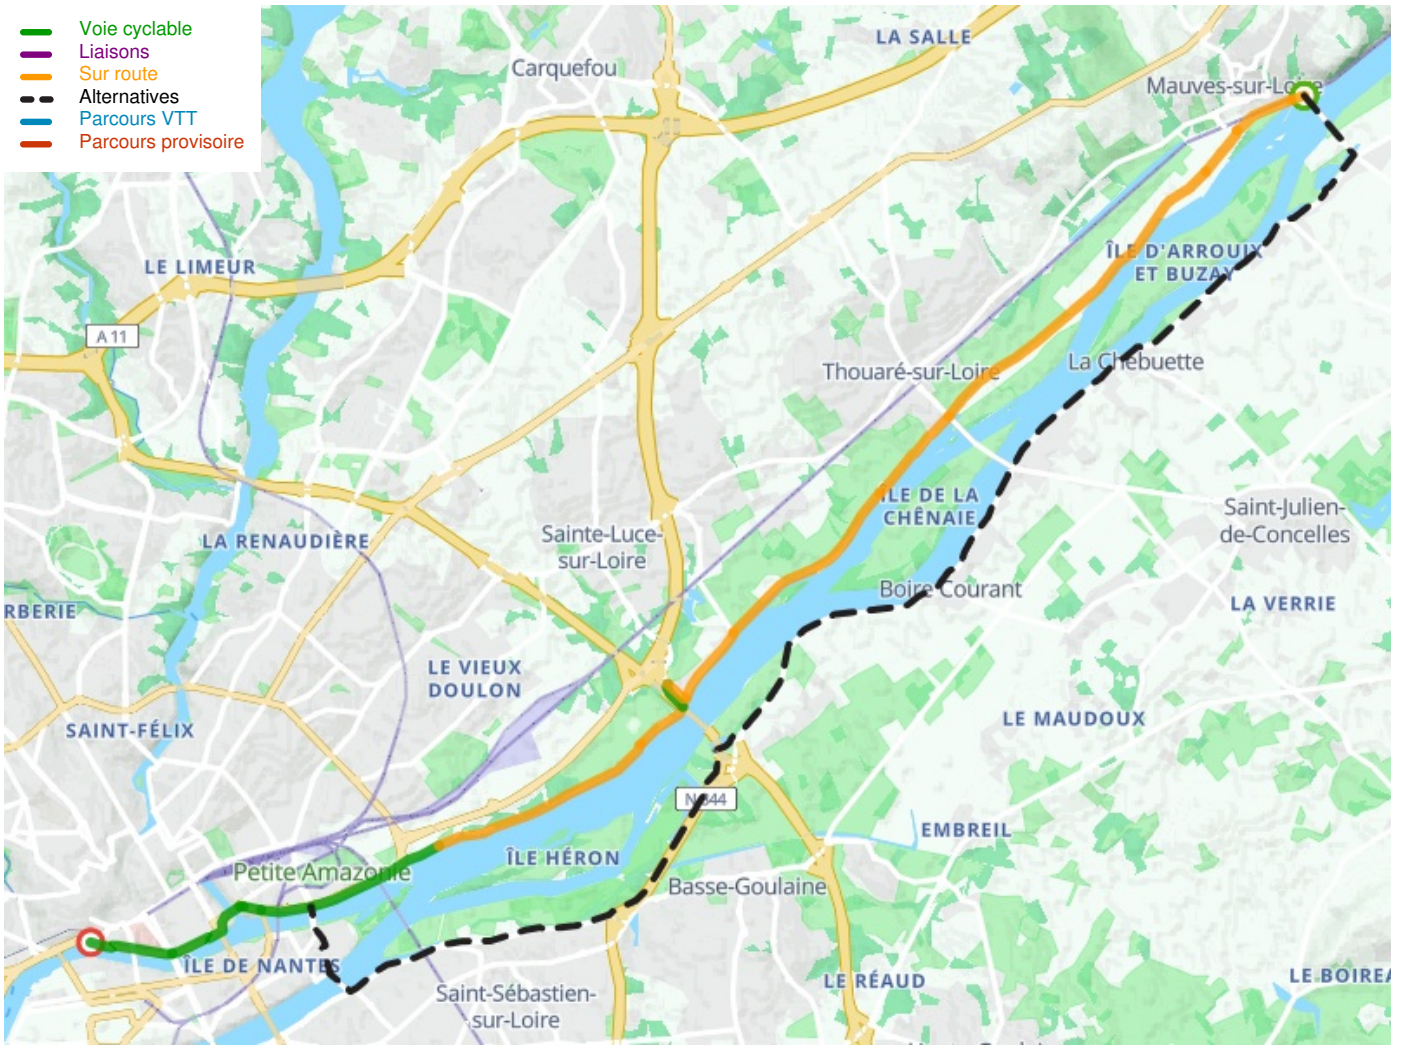 Voie cyclable
Liaisons
Sur route
Alternatives
Parcours VTT
Parcours provisoire
LA SALLE
Carquefou
Mauves-sur-Loire
LE LIMEUR
ÎLE D'ARROUIX
ET BUZAY
A 11
Thouaré-sur-Loire
La Chebuette
ÎLE DE LA
CHÊNAIE
Saint-Julien-
de-Concelles
Sainte-Luce-
sur-Loire
LA RENAUDIÈRE
Boire Courant
LA VERRIE
RBERIE
LE VIEUX
DOULON
SAINT-FÉLIX
LE MAUDOUX
N 844
EMBREIL
ÎLE HÉRON
Petite Amazonie
Basse-Goulaine
ÎLE DE NANTES
LE RÉAUD
LE BOIREA
Saint-Sébastien-
sur-Loire